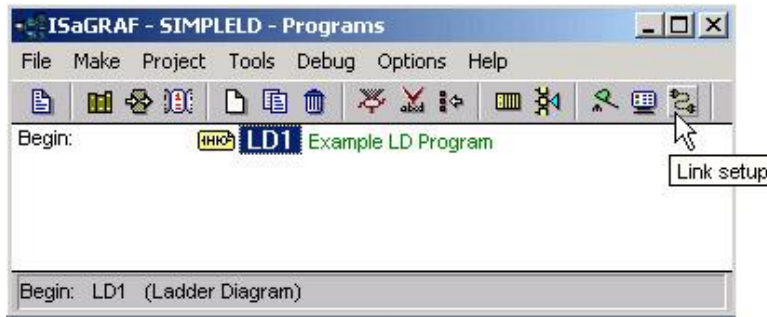 ISaGRAF - SIMPLELD - Programs
File Make Project Tools Debug Options Help
Begin: LD1 Example LD Program
Link setup
Begin: LD1 (Ladder Diagram)